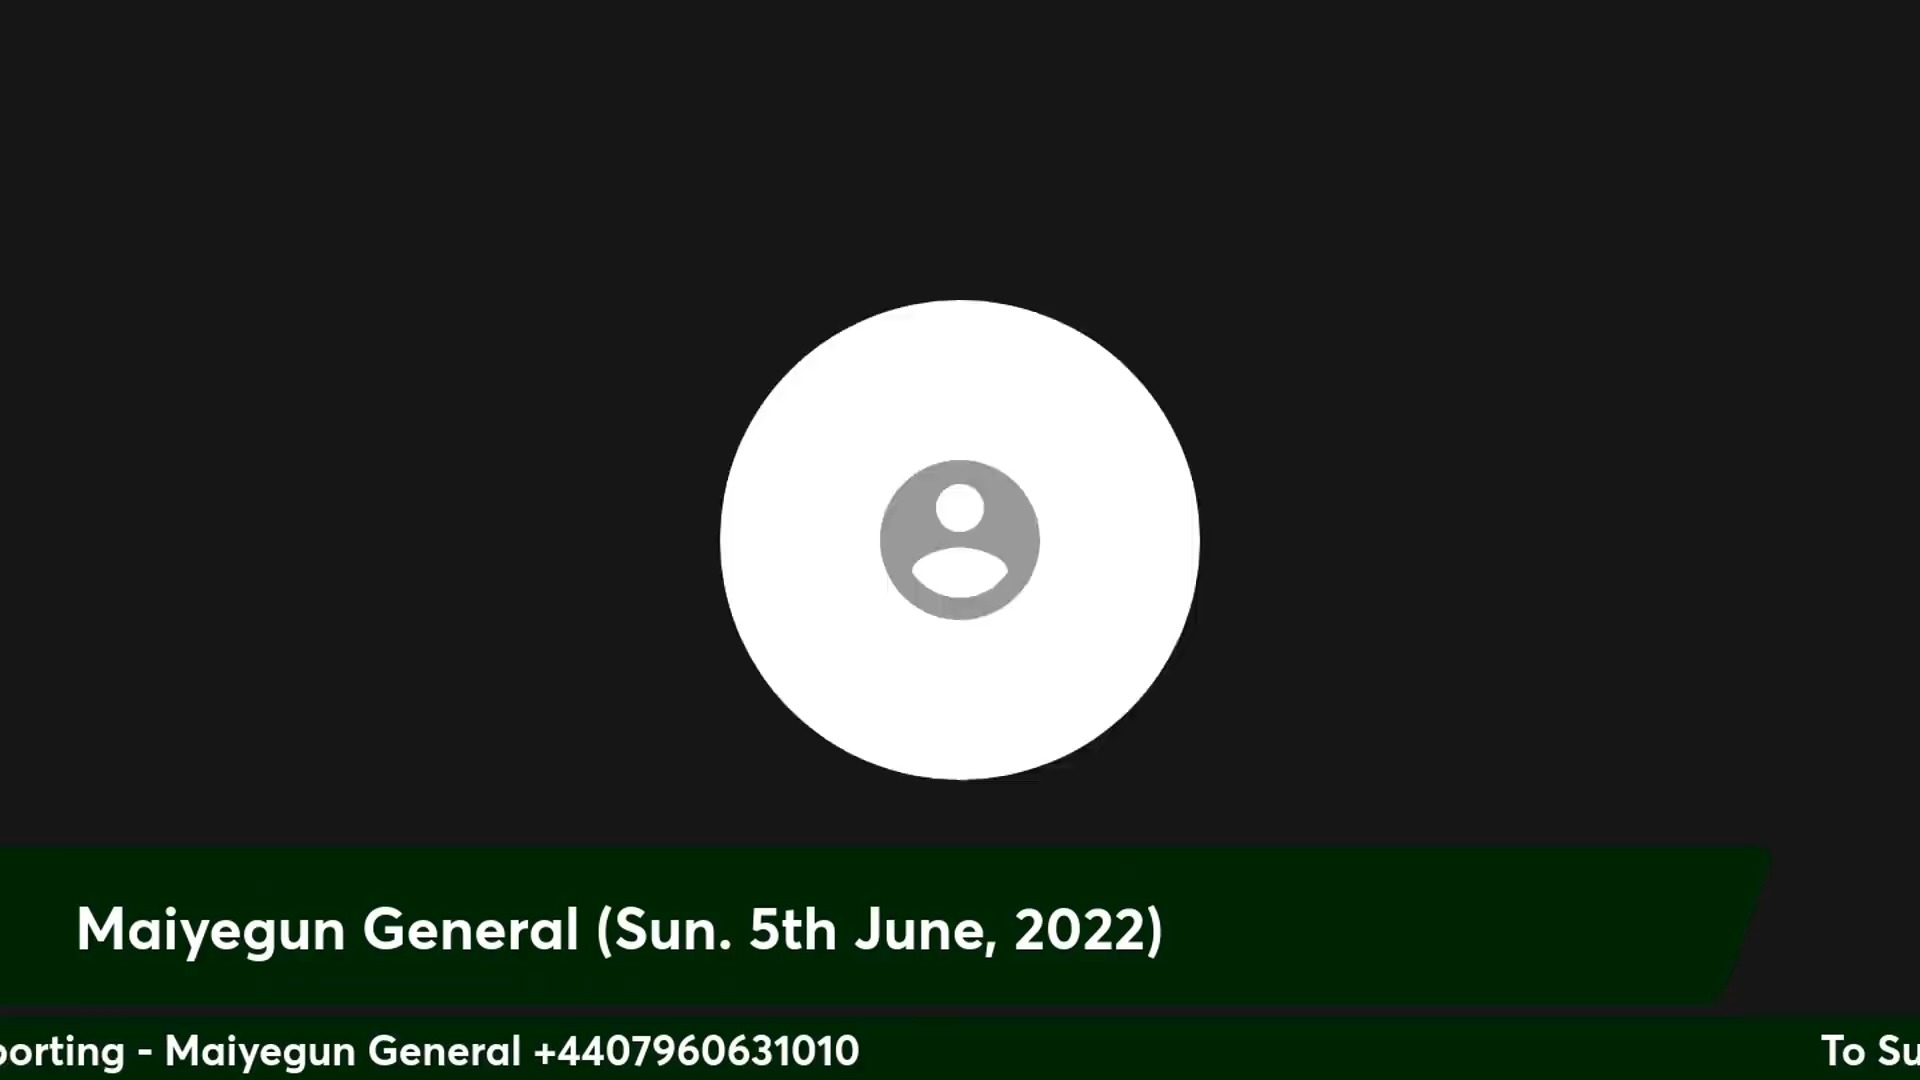 Maiyegun General (Sun. 5th June, 2022)
porting - Maiyegun General +4407960631010 To Su